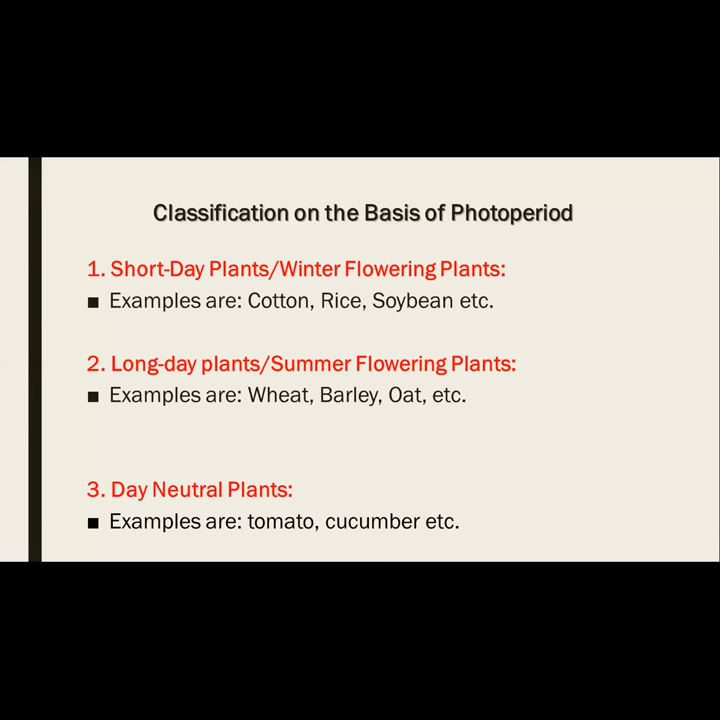 Classification on the Basis of Photoperiod
1. Short-Day Plants/Winter Flowering Plants:
■ Examples are: Cotton, Rice, Soybean etc.
2. Long-day plants/Summer Flowering Plants:
■ Examples are: Wheat, Barley, Oat, etc.
3. Day Neutral Plants:
■ Examples are: tomato, cucumber etc.